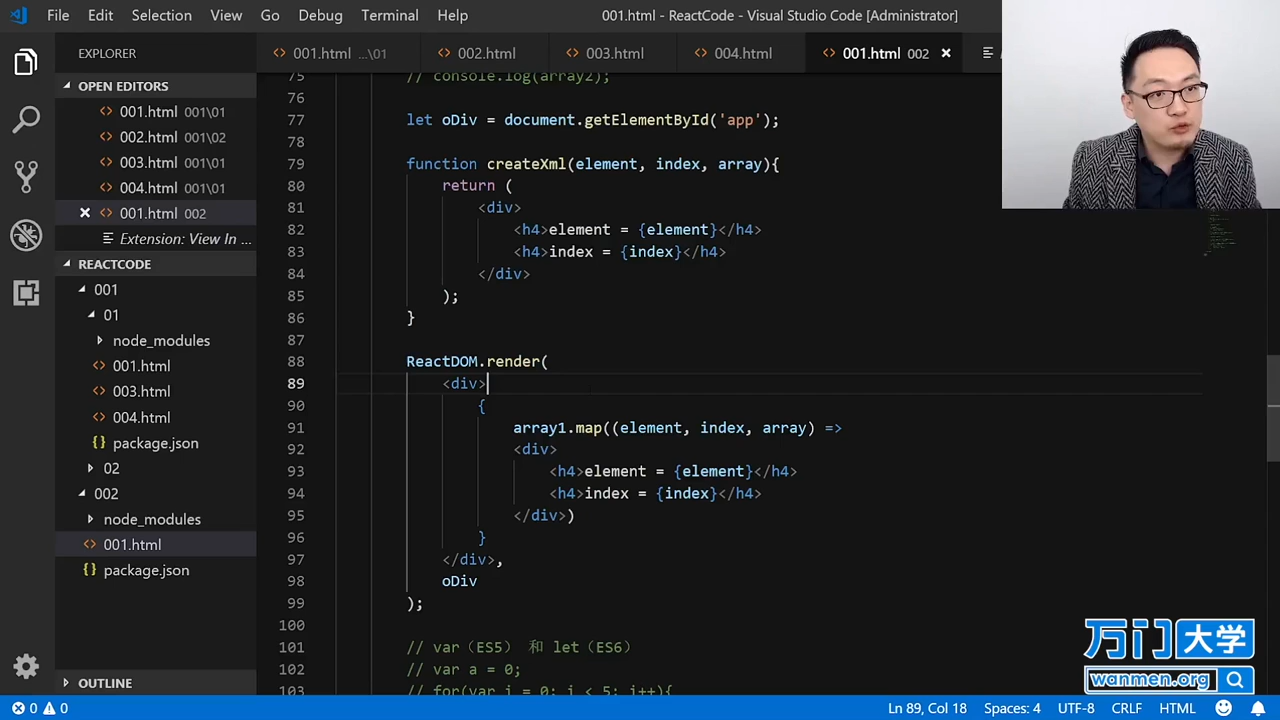 File Edit Selection View Go Debug Terminal Help 001.html - ReactCode - Visual Studio Code [Administrator]
EXPLORER
001.html ...\01 002.html 003.html 004.html 001.html 002
OPEN EDITORS
001.html 001\01
002.html 001\02
003.html 001\01
004.html 001\01
001.html 002
Extension: View In ...
REACTCODE
001
01
node_modules
001.html
003.html
004.html
package.json
02
002
node_modules
001.html
package.json
OUTLINE
75 // console.log(array2);
76
77 let oDiv = document.getElementById('app');
78
79 function createXml(element, index, array){
80 return (
81 <div>
82 <h4>element = {element}</h4>
83 <h4>index = {index}</h4>
84 </div>
85 );
86 }
87
88 ReactDOM.render(
89 <div>
90 {
91 array1.map((element, index, array) =>
92 <div>
93 <h4>element = {element}</h4>
94 <h4>index = {index}</h4>
95 </div>)
96 }
97 </div>,
98 oDiv
99 );
100
101 // var（ES5） 和 let（ES6）
102 // var a = 0;
103 // for(var i = 0; i < 5; i++){
万门大学
wanmen.org
0 0 Ln 89, Col 18 Spaces: 4 UTF-8 CRLF HTML